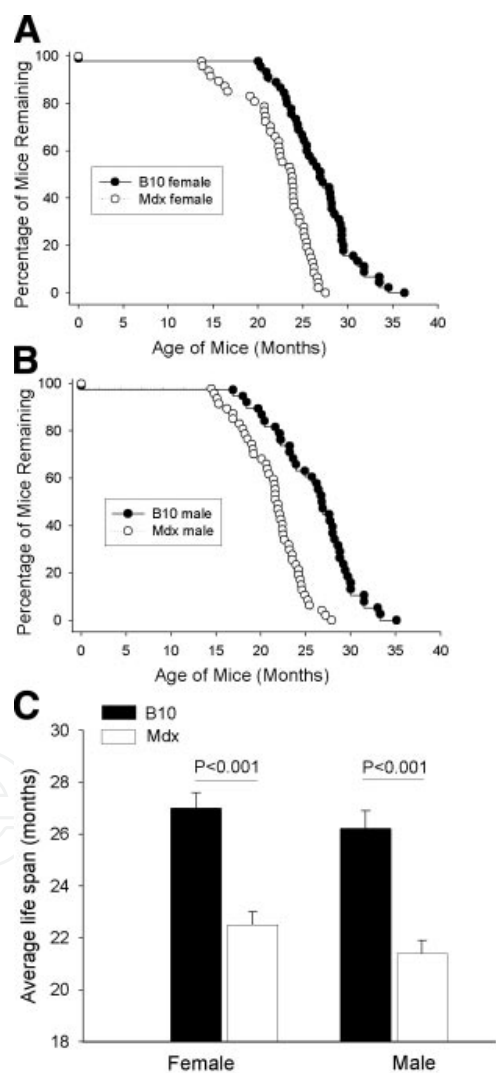 A
Percentage of Mice Remaining
100
80
60
40
20
0
B10 female
Mdx female
0 5 10 15 20 25 30 35 40
Age of Mice (Months)
B
Percentage of Mice Remaining
100
80
60
40
20
0
B10 male
Mdx male
0 5 10 15 20 25 30 35 40
Age of Mice (Months)
C
Average life span (months)
30
28
26
24
22
20
18
B10
Mdx
P<0.001 P<0.001
Female Male